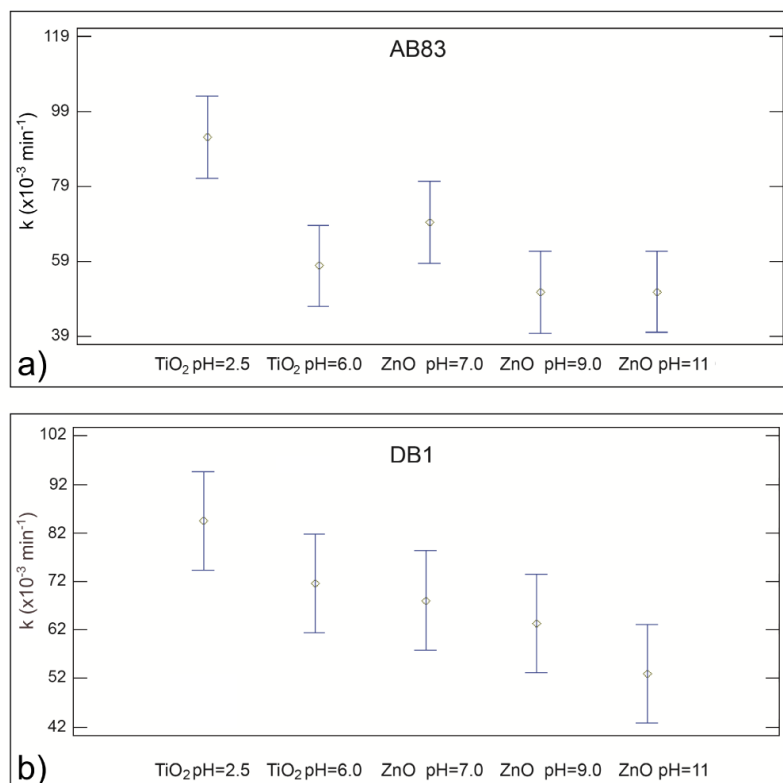 AB83
119
99
79
59
39
k (x10⁻³ min⁻¹)
TiO₂ pH=2.5 TiO₂ pH=6.0 ZnO pH=7.0 ZnO pH=9.0 ZnO pH=11
a)
DB1
102
92
82
72
62
52
42
k (x10⁻³ min⁻¹)
TiO₂ pH=2.5 TiO₂ pH=6.0 ZnO pH=7.0 ZnO pH=9.0 ZnO pH=11
b)